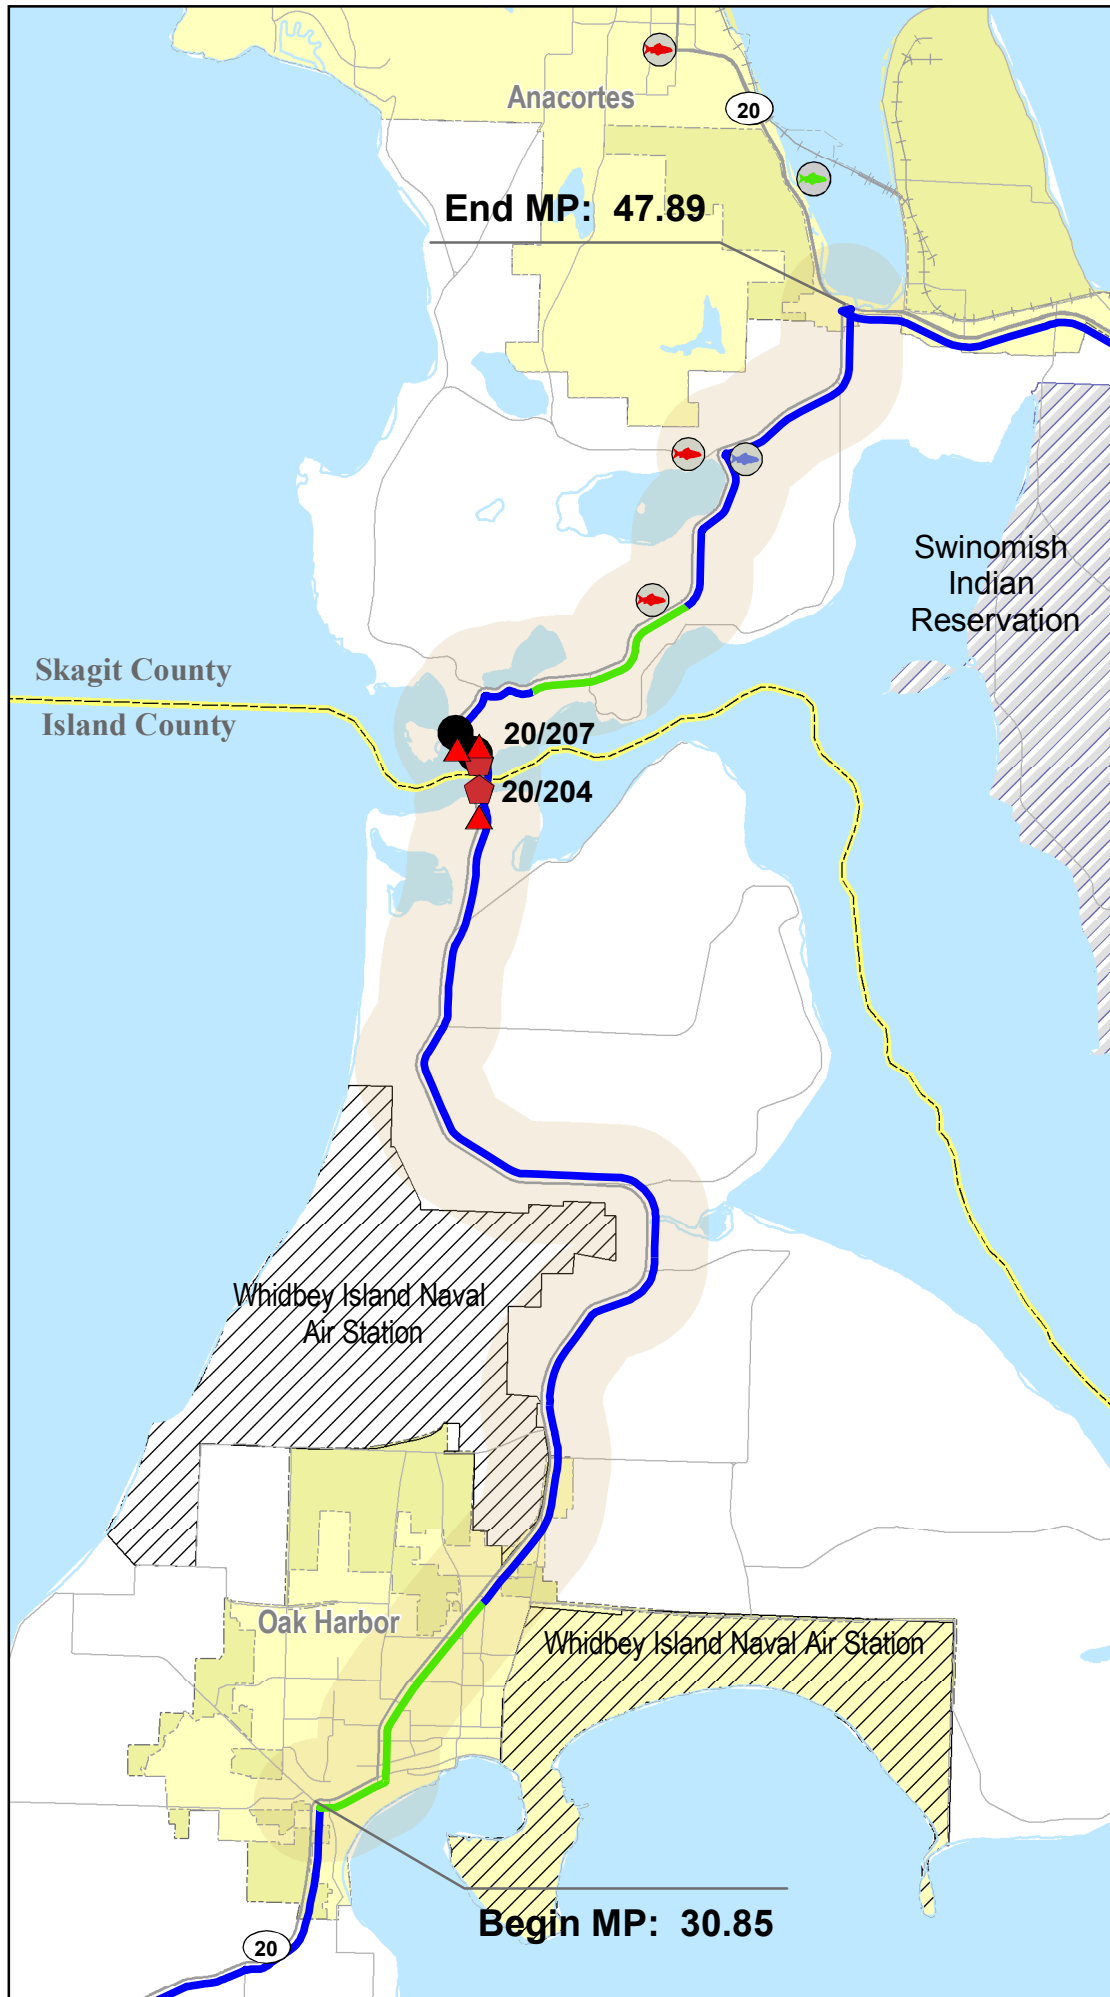 Anacortes
20
End MP: 47.89
Swinomish
Indian
Reservation
Skagit County
Island County
20/207
20/204
Whidbey Island Naval
Air Station
Oak Harbor
Whidbey Island Naval Air Station
Begin MP: 30.85
20